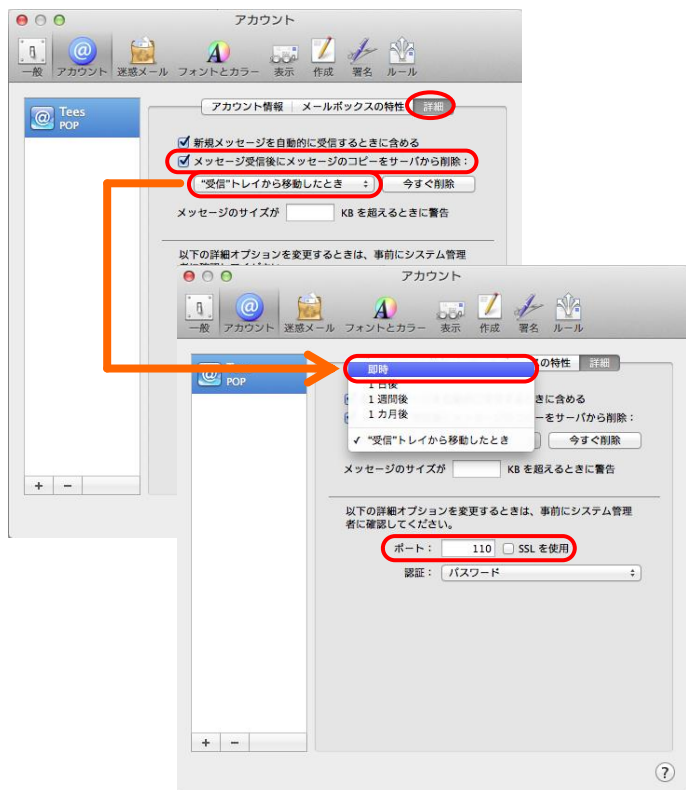 アカウント
一般 アカウント 迷惑メール フォントとカラー 表示 作成 署名 ルール
Tees
POP
アカウント情報 メールボックスの特性 詳細
新規メッセージを自動的に受信するときに含める
メッセージ受信後にメッセージのコピーをサーバから削除：
“受信”トレイから移動したとき 今すぐ削除
メッセージのサイズが KB を超えるときに警告
以下の詳細オプションを変更するときは、事前にシステム管理
アカウント
一般 アカウント 迷惑メール フォントとカラー 表示 作成 署名 ルール
POP
スの特性 詳細
即時
1 日後
1 週間後
1 カ月後
✓ “受信”トレイから移動したとき
きに含める
ーをサーバから削除：
今すぐ削除
メッセージのサイズが KB を超えるときに警告
以下の詳細オプションを変更するときは、事前にシステム管理
者に確認してください。
ポート： 110 SSL を使用
認証： パスワード
+ −
+ −
?